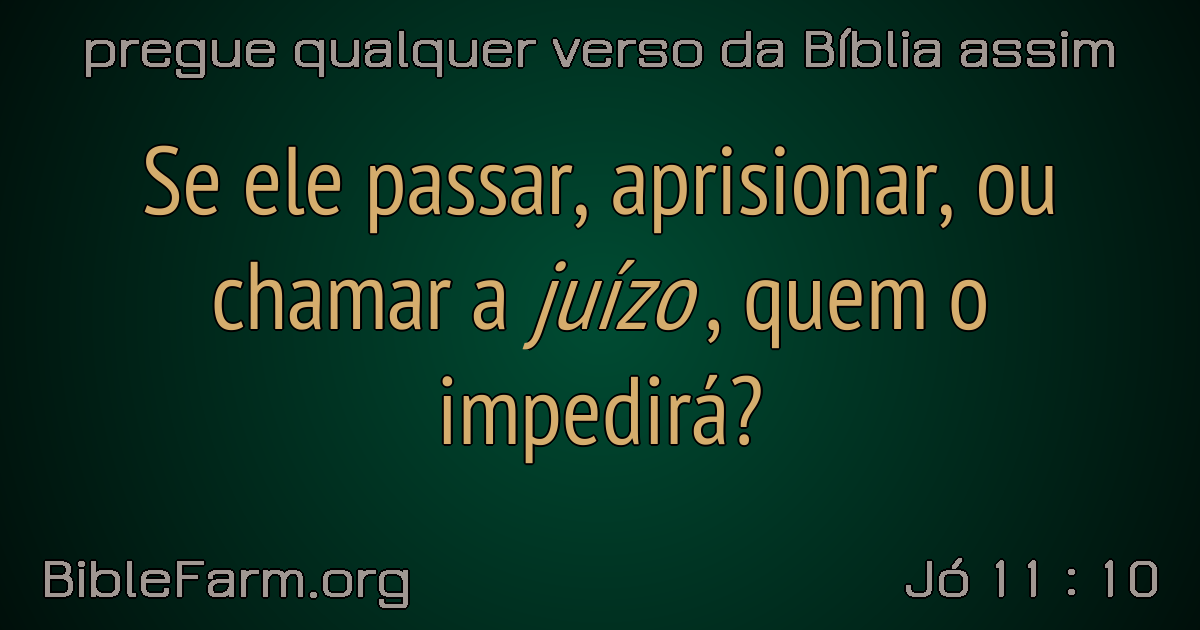 pregue qualquer verso da Bíblia assim
Se ele passar, aprisionar, ou
chamar a juízo, quem o
impedirá?
BibleFarm.org
Jó 11 : 10